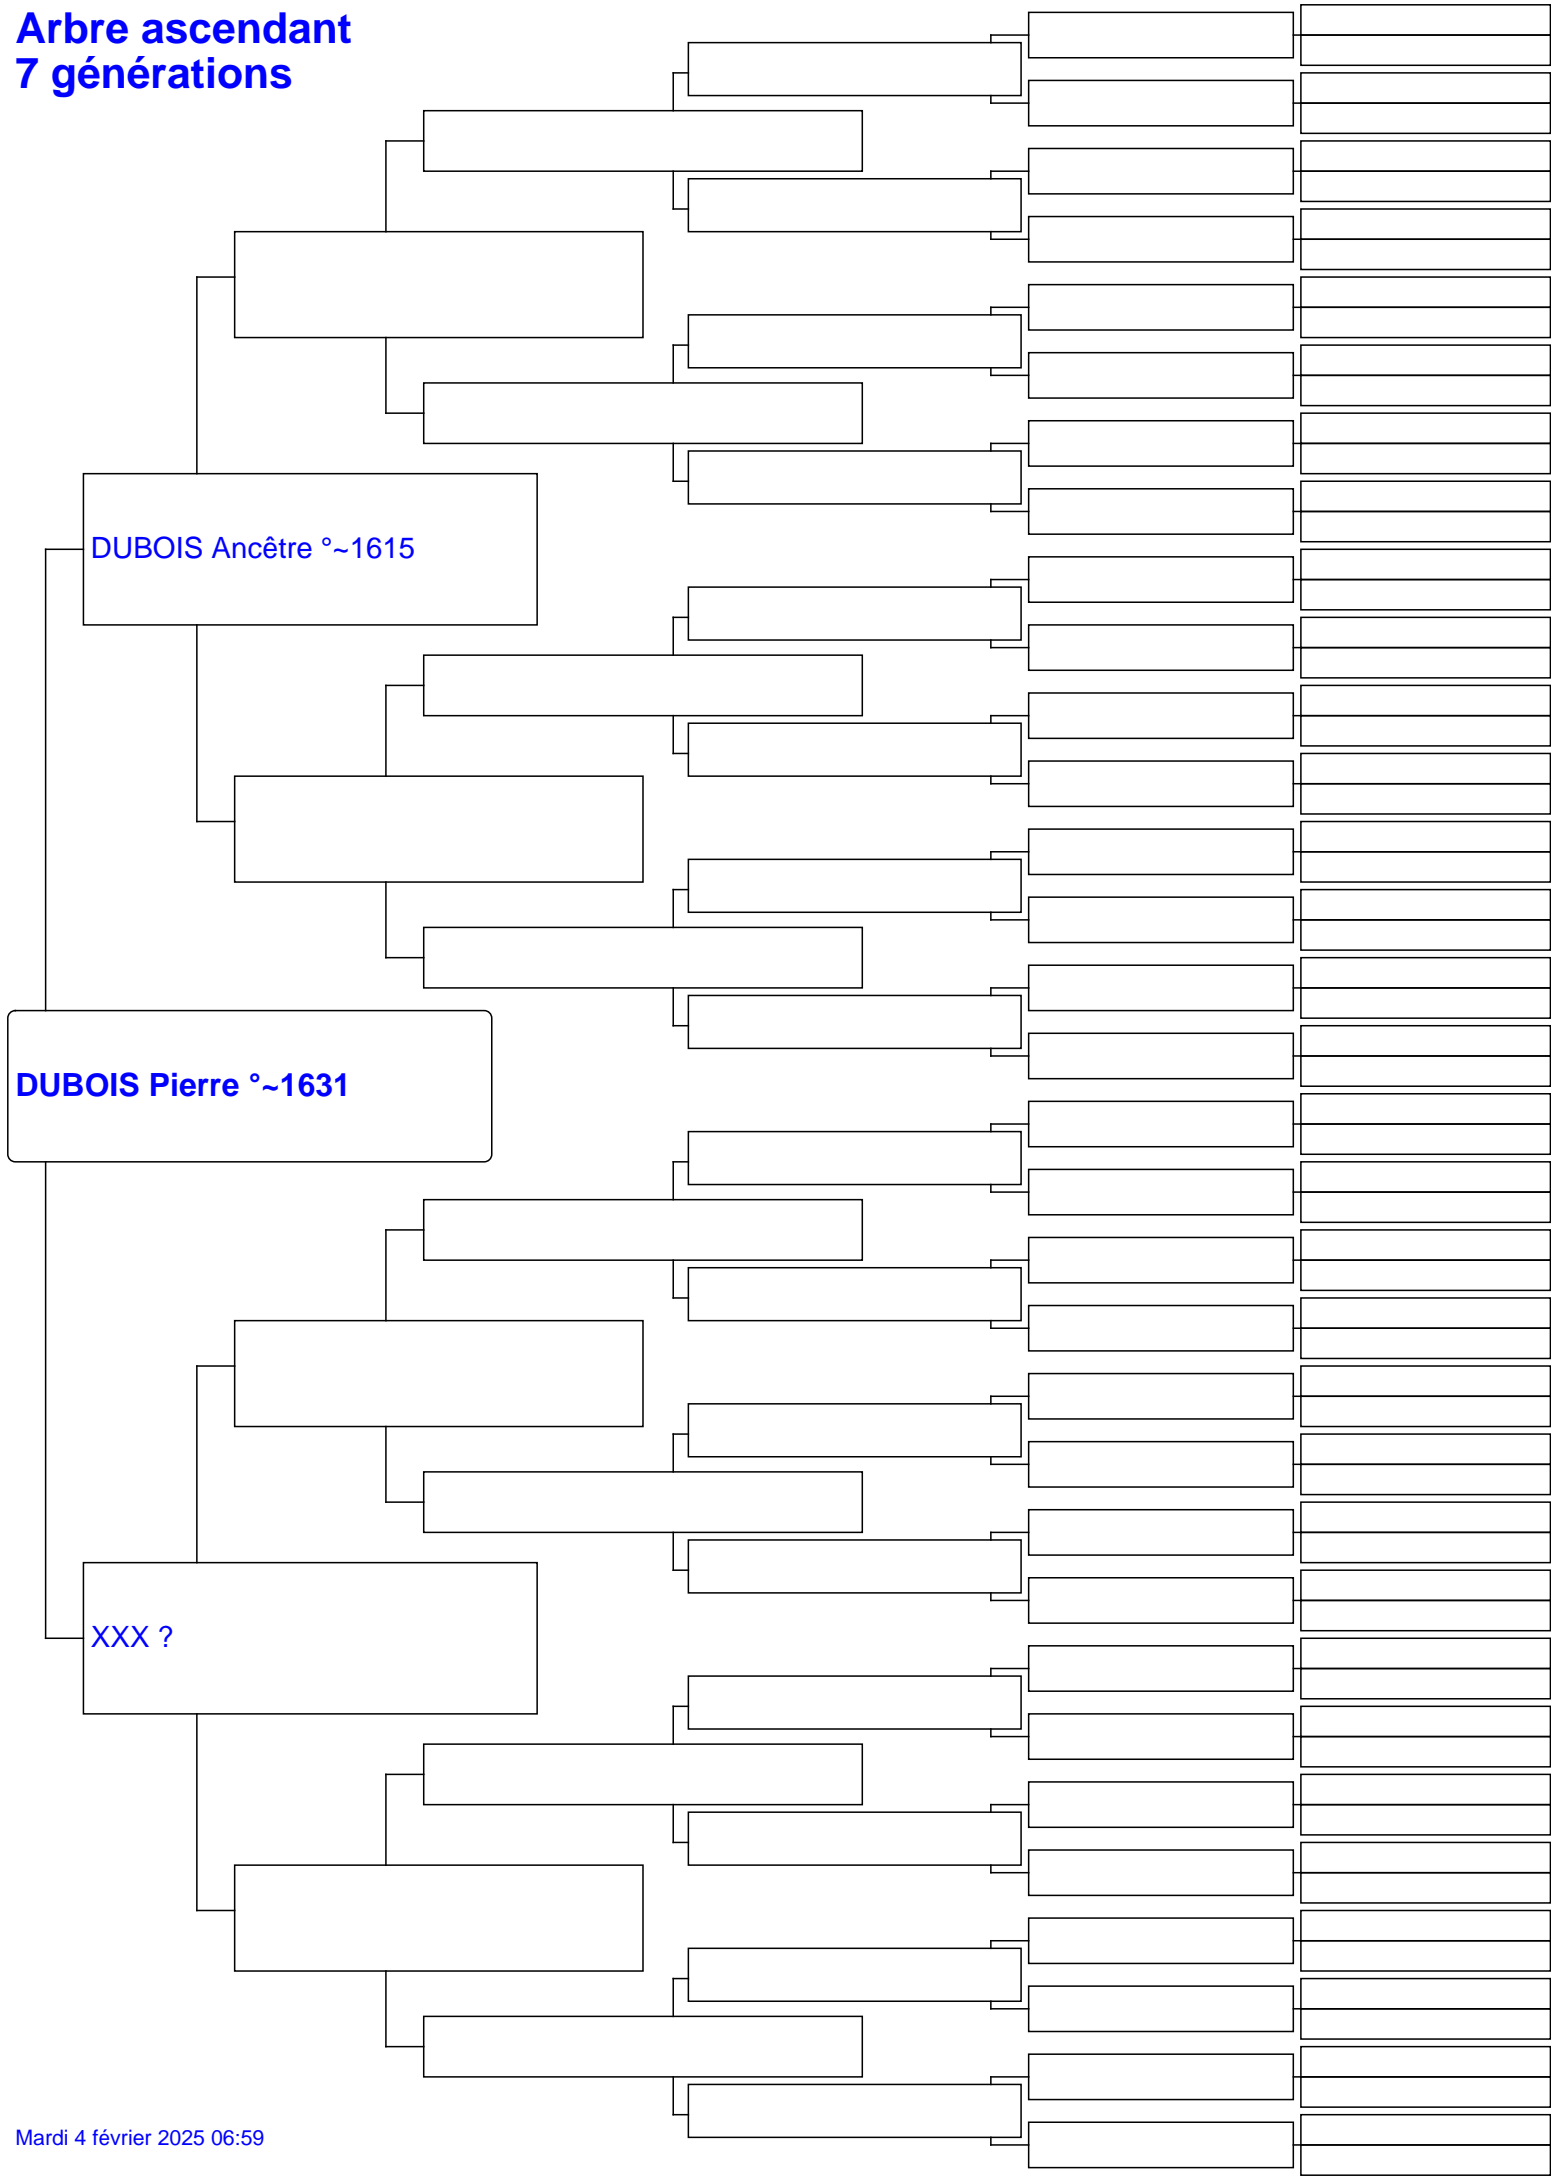 Arbre ascendant
7 générations
DUBOIS Ancêtre °~1615
DUBOIS Pierre °~1631
XXX ?
Mardi 4 février 2025 06:59